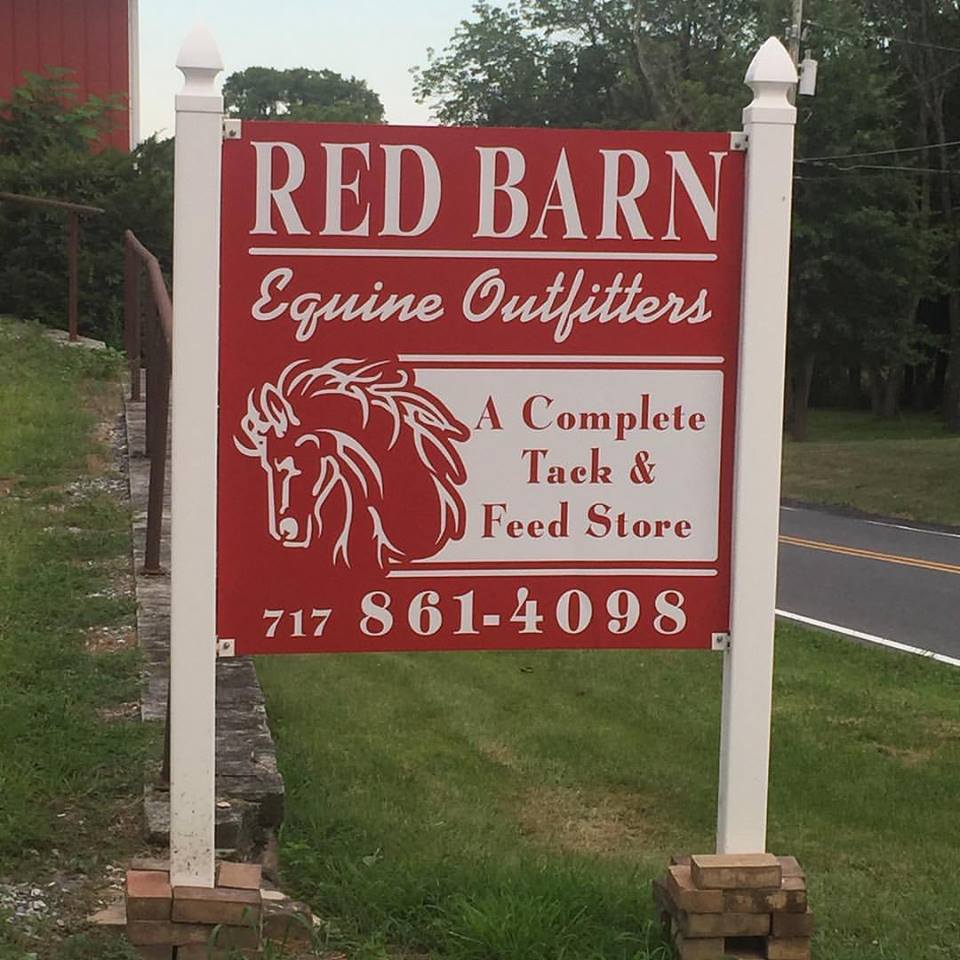 RED BARN
Equine Outfitters
A Complete
Tack &
Feed Store
717 861-4098